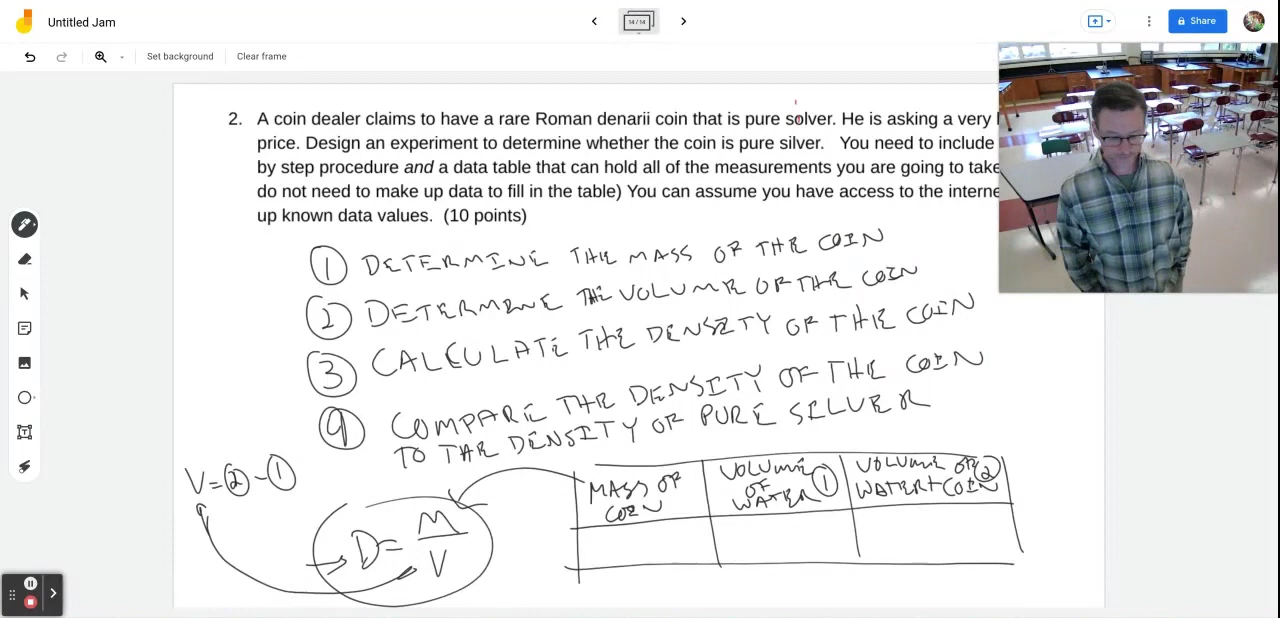 Untitled Jam
14 / 14
Share
Set background
Clear frame
2. A coin dealer claims to have a rare Roman denarii coin that is pure solver. He is asking a very
price. Design an experiment to determine whether the coin is pure silver. You need to include
by step procedure and a data table that can hold all of the measurements you are going to take
do not need to make up data to fill in the table) You can assume you have access to the interne
up known data values. (10 points)
① DETERMINE THE MASS OF THE COIN
② DETERMINE THE VOLUME OF THE COIN
③ CALCULATE THE DENSITY OF THE COIN
④ COMPARE THE DENSITY OF THE COIN
TO THE DENSITY OF PURE SILVER
V=②-①
D=M/V
MASS OF
COIN
VOLUME
OF
WATER ①
VOLUME OF ②
WATER+COIN